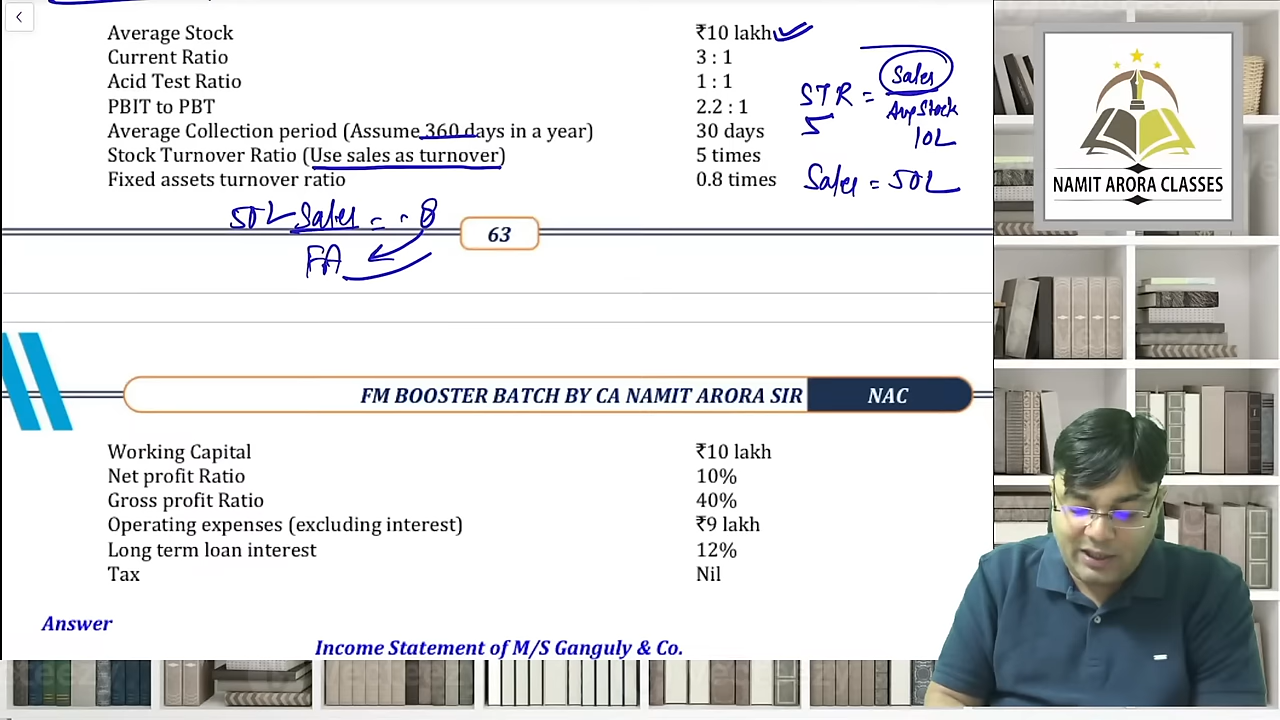 Average Stock ₹10 lakh
Current Ratio 3 : 1
Acid Test Ratio 1 : 1
PBIT to PBT 2.2 : 1
Average Collection period (Assume 360 days in a year) 30 days
Stock Turnover Ratio (Use sales as turnover) 5 times
Fixed assets turnover ratio 0.8 times
STR = Sales
Avg Stock
5
10L
Sales = 50L
50L Sales = .8
FA
63
FM BOOSTER BATCH BY CA NAMIT ARORA SIR NAC
Working Capital ₹10 lakh
Net profit Ratio 10%
Gross profit Ratio 40%
Operating expenses (excluding interest) ₹9 lakh
Long term loan interest 12%
Tax Nil
Answer
Income Statement of M/S Ganguly & Co.
NAMIT ARORA CLASSES